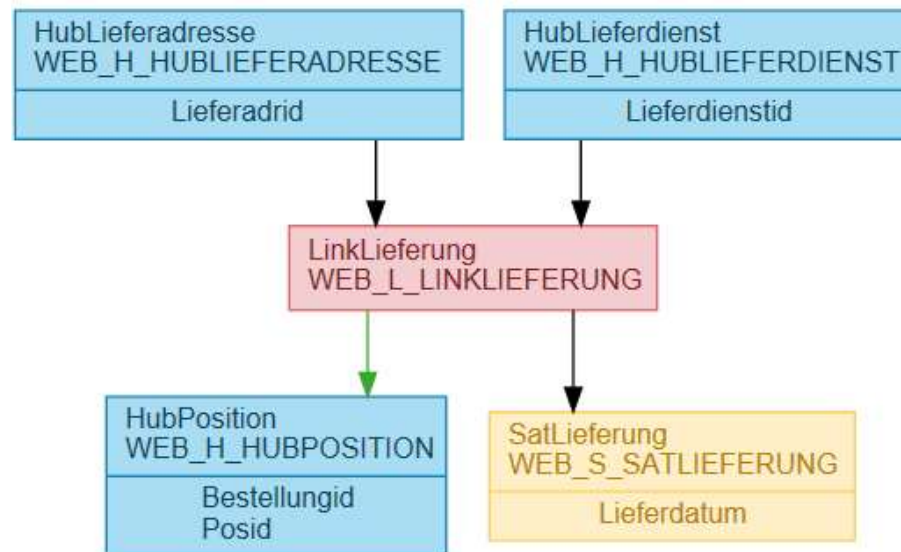 HubLieferadresse
WEB_H_HUBLIEFERADRESSE
Lieferadrid
HubLieferdienst
WEB_H_HUBLIEFERDIENST
Lieferdienstid
LinkLieferung
WEB_L_LINKLIEFERUNG
HubPosition
WEB_H_HUBPOSITION
Bestellungid
Posid
SatLieferung
WEB_S_SATLIEFERUNG
Lieferdatum